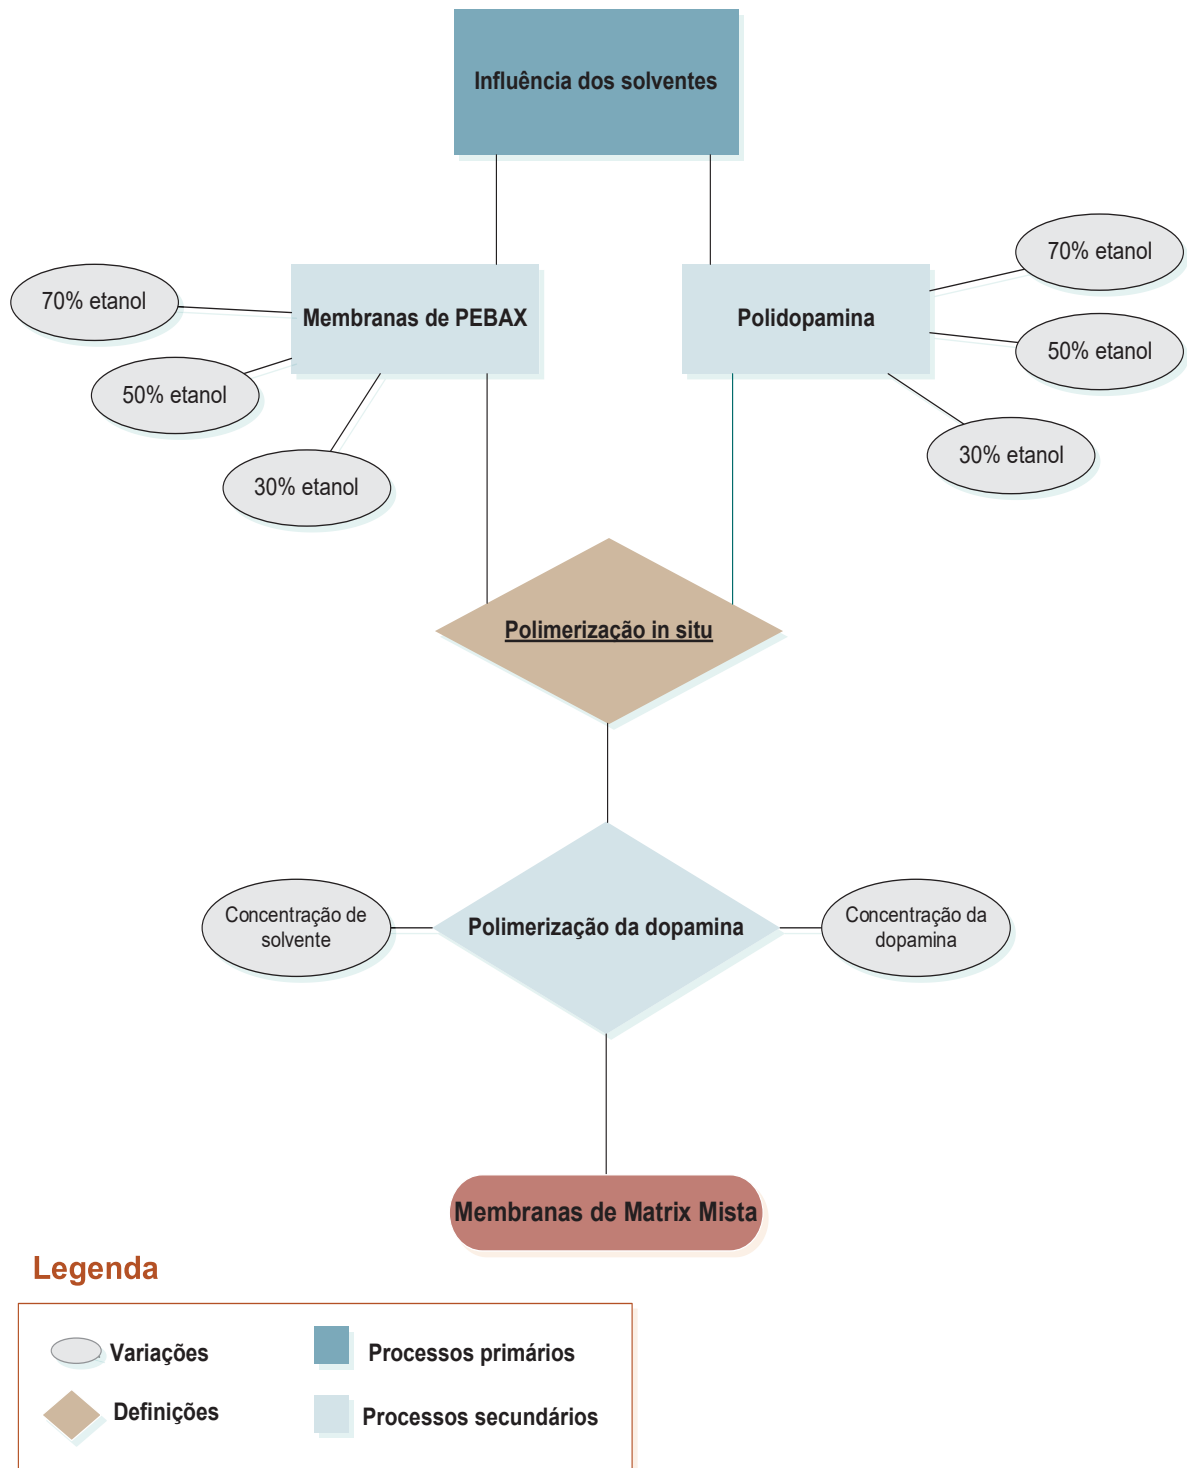 Influência dos solventes
70% etanol
70% etanol
Membranas de PEBAX
Polidopamina
50% etanol
50% etanol
30% etanol
30% etanol
Polimerização in situ
Concentração de
solvente
Polimerização da dopamina
Concentração da
dopamina
Membranas de Matrix Mista
Legenda
Variações
Processos primários
Definições
Processos secundários